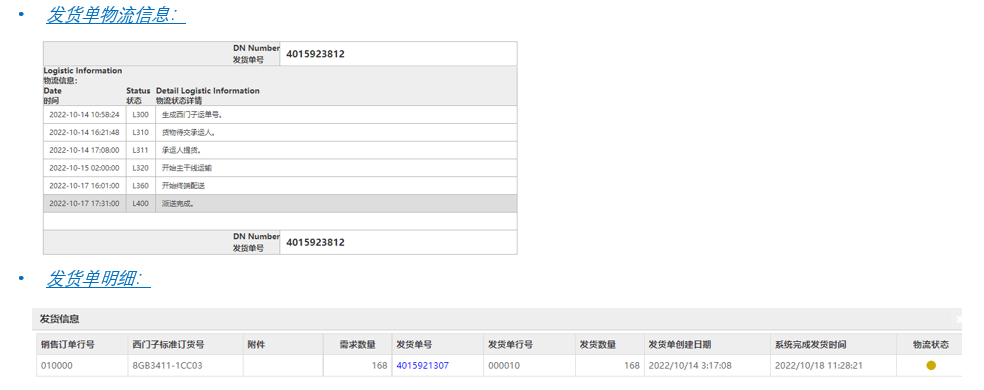 • 发货单物流信息：
DN Number
发货单号
4015923812
Logistic Information
物流信息:
Date Status Detail Logistic Information
时间 状态 物流状态详情
2022-10-14 10:58:24 L300 生成西门子运单号。
2022-10-14 16:21:48 L310 货物待交承运人。
2022-10-14 17:08:00 L311 承运人提货。
2022-10-15 02:00:00 L320 开始主干线运输
2022-10-17 16:01:00 L360 开始终端配送
2022-10-17 17:31:00 L400 派送完成。
DN Number
发货单号
4015923812
• 发货单明细：
发货信息
销售订单行号 西门子标准订货号 附件 需求数量 发货单号 发货单行号 发货数量 发货单创建日期 系统完成发货时间 物流状态
010000 8GB3411-1CC03 168 4015921307 000010 168 2022/10/14 3:17:08 2022/10/18 11:28:21